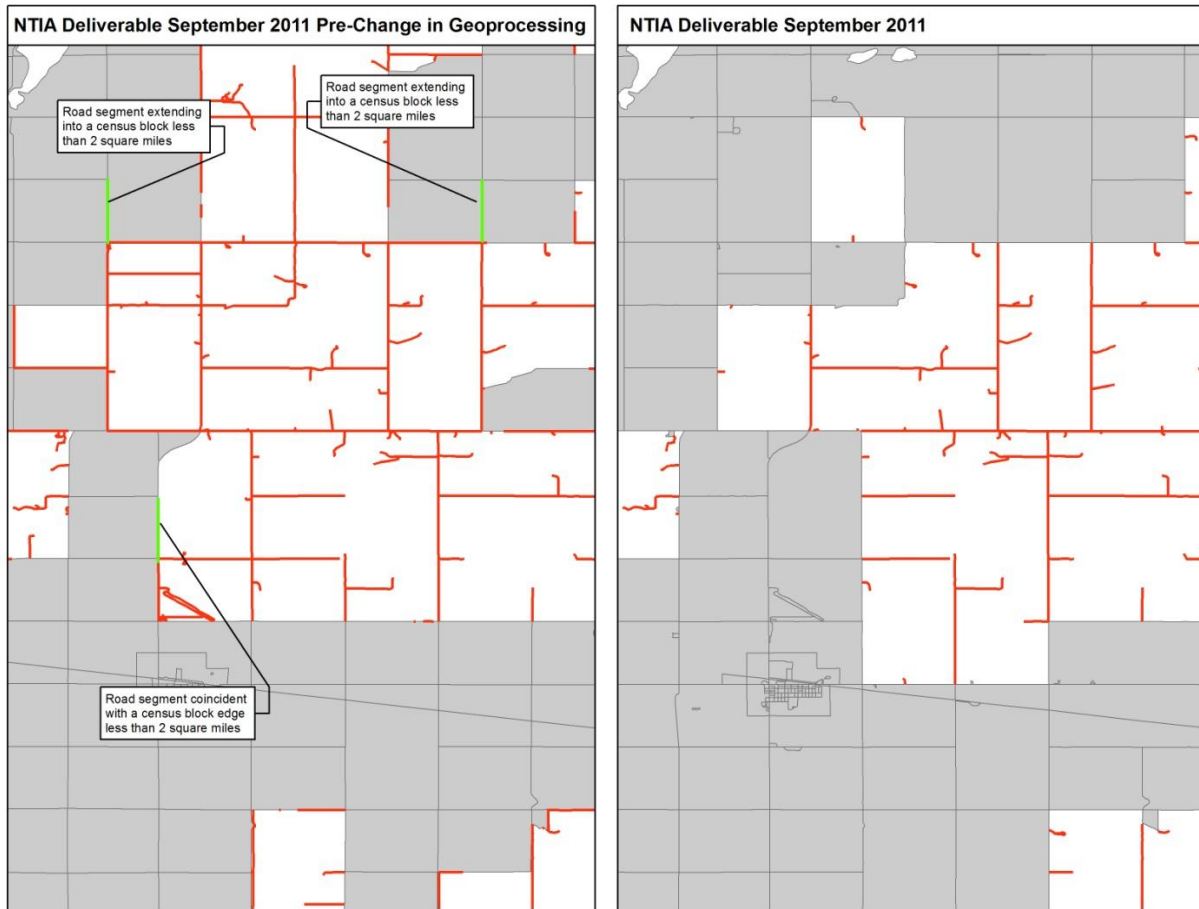 NTIA Deliverable September 2011 Pre-Change in Geoprocessing
NTIA Deliverable September 2011
Road segment extending
into a census block less
than 2 square miles
Road segment extending
into a census block less
than 2 square miles
Road segment coincident
with a census block edge
less than 2 square miles